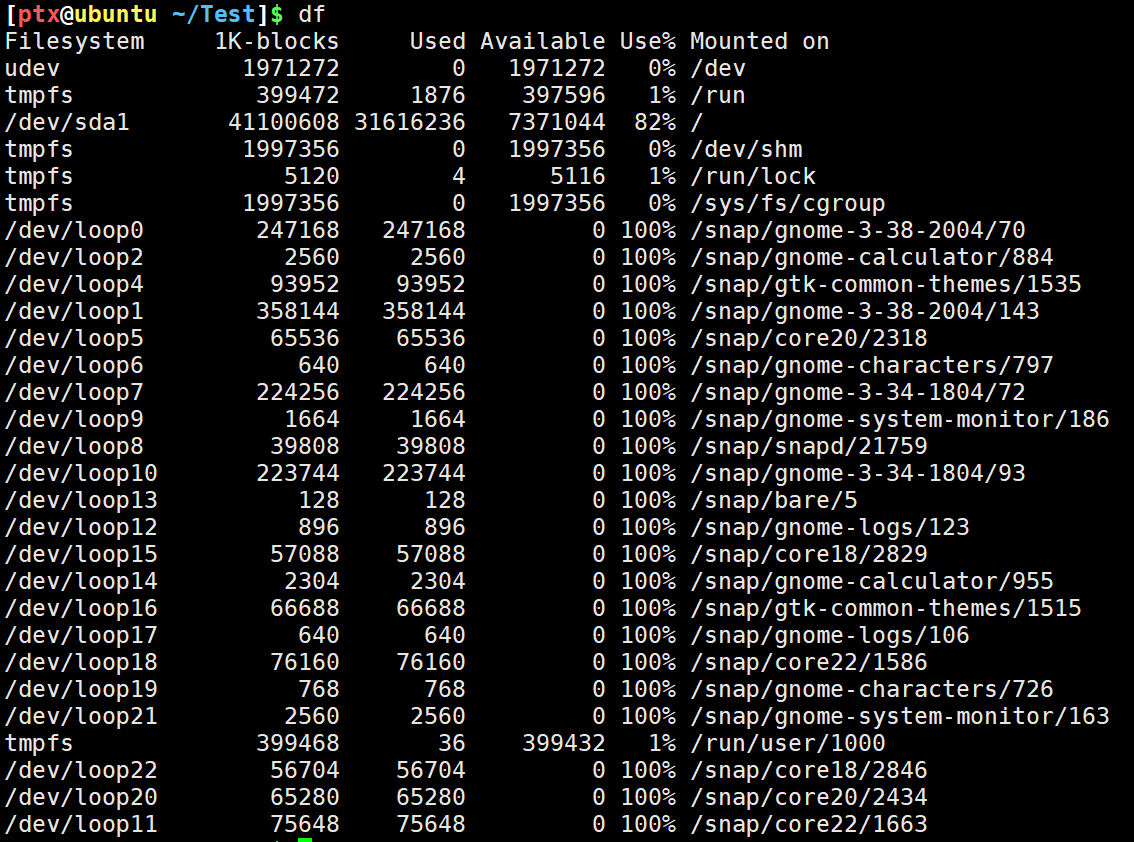 [ptx@ubuntu ~/Test]$ df
Filesystem     1K-blocks     Used Available Use% Mounted on
udev             1971272        0   1971272   0% /dev
tmpfs             399472     1876    397596   1% /run
/dev/sda1       41100608 31616236   7371044  82% /
tmpfs            1997356        0   1997356   0% /dev/shm
tmpfs               5120        4      5116   1% /run/lock
tmpfs            1997356        0   1997356   0% /sys/fs/cgroup
/dev/loop0        247168   247168         0 100% /snap/gnome-3-38-2004/70
/dev/loop2          2560     2560         0 100% /snap/gnome-calculator/884
/dev/loop4         93952    93952         0 100% /snap/gtk-common-themes/1535
/dev/loop1        358144   358144         0 100% /snap/gnome-3-38-2004/143
/dev/loop5         65536    65536         0 100% /snap/core20/2318
/dev/loop6           640      640         0 100% /snap/gnome-characters/797
/dev/loop7        224256   224256         0 100% /snap/gnome-3-34-1804/72
/dev/loop9          1664     1664         0 100% /snap/gnome-system-monitor/186
/dev/loop8         39808    39808         0 100% /snap/snapd/21759
/dev/loop10       223744   223744         0 100% /snap/gnome-3-34-1804/93
/dev/loop13          128      128         0 100% /snap/bare/5
/dev/loop12          896      896         0 100% /snap/gnome-logs/123
/dev/loop15        57088    57088         0 100% /snap/core18/2829
/dev/loop14         2304     2304         0 100% /snap/gnome-calculator/955
/dev/loop16        66688    66688         0 100% /snap/gtk-common-themes/1515
/dev/loop17          640      640         0 100% /snap/gnome-logs/106
/dev/loop18        76160    76160         0 100% /snap/core22/1586
/dev/loop19          768      768         0 100% /snap/gnome-characters/726
/dev/loop21         2560     2560         0 100% /snap/gnome-system-monitor/163
tmpfs             399468       36    399432   1% /run/user/1000
/dev/loop22        56704    56704         0 100% /snap/core18/2846
/dev/loop20        65280    65280         0 100% /snap/core20/2434
/dev/loop11        75648    75648         0 100% /snap/core22/1663